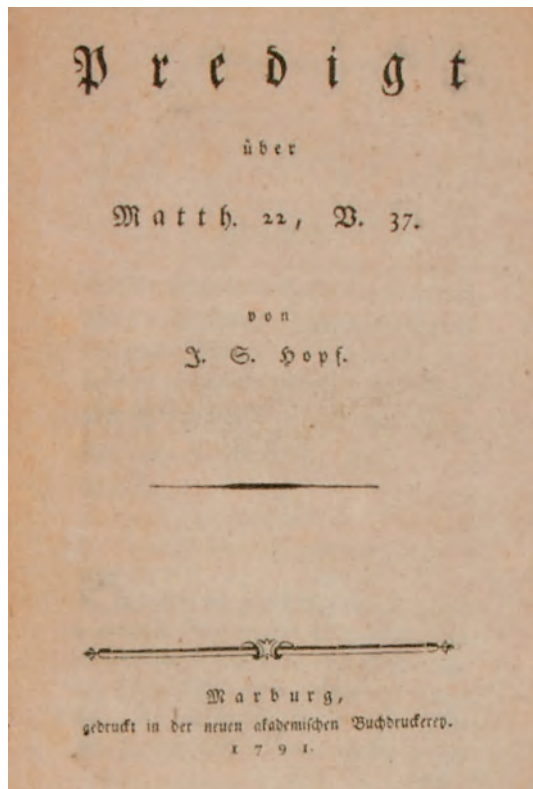 Predigt
über
Matth. 22, V. 37.
von
J. S. Hopf.
Marburg,
gedruckt in der neuen akademischen Buchdruckerey.
1791.